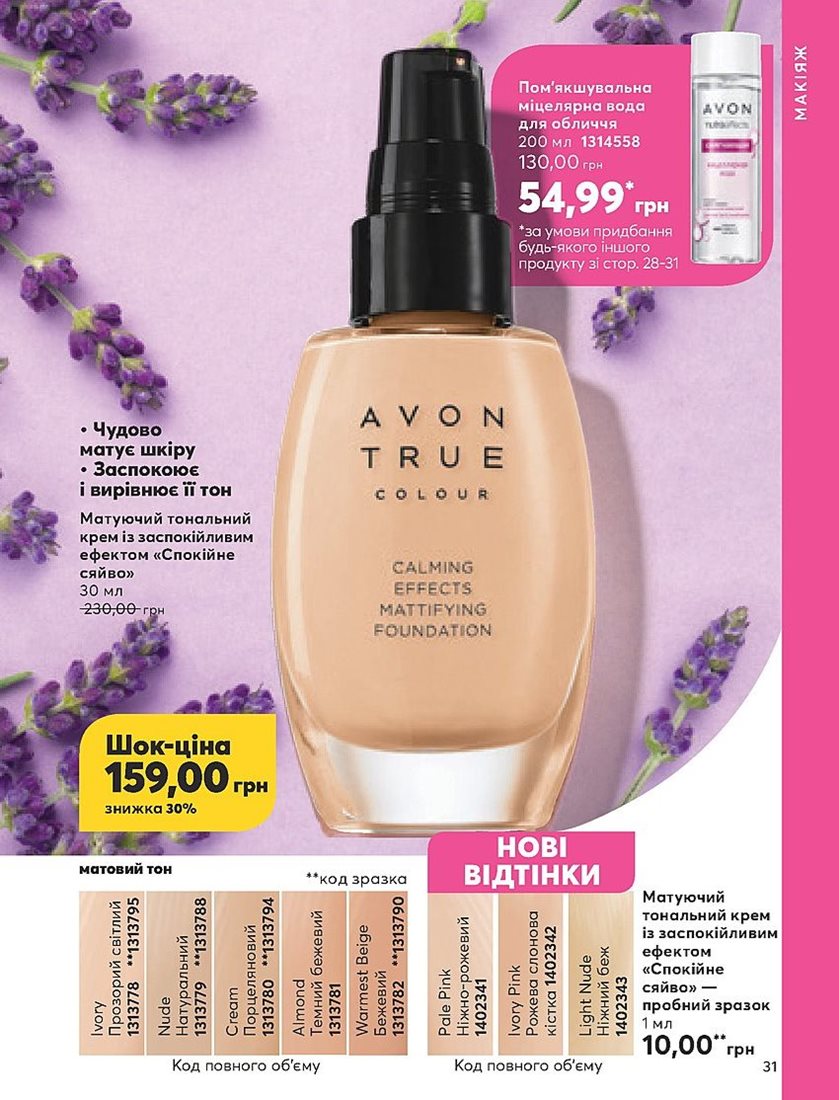 МАКІЯЖ
Пом'якшувальна
міцелярна вода
для обличчя
200 мл 1314558
130,00 грн
54,99* грн
*за умови придбання
будь-якого іншого
продукту зі стор. 28-31
AVON
nutraeffects
міцелярная
вода
AVON
TRUE
COLOUR
CALMING
EFFECTS
MATTIFYING
FOUNDATION
• Чудово
матує шкіру
• Заспокоює
і вирівнює її тон
Матуючий тональний
крем із заспокійливим
ефектом «Спокійне
сяйво»
30 мл
230,00 грн
Шок-ціна
159,00 грн
знижка 30%
матовий тон
**код зразка
Ivory
Прозорий світлий
1313778 **1313795
Nude
Натуральний
1313779 **1313788
Cream
Порцеляновий
1313780 **1313794
Almond
Темний бежевий
1313781
Warmest Beige
Бежевий
1313782 **1313790
Код повного об'єму
НОВІ
ВІДТІНКИ
Pale Pink
Ніжно-рожевий
1402341
Ivory Pink
Рожева слонова
кістка 1402342
Light Nude
Ніжний беж
1402343
Код повного об'єму
Матуючий
тональний крем
із заспокійливим
ефектом
«Спокійне
сяйво» —
пробний зразок
1 мл
10,00** грн
31